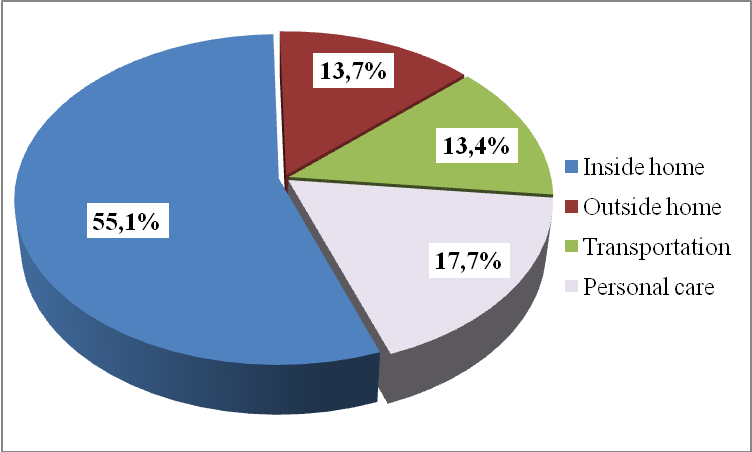 13,7%
13,4%
55,1%
17,7%
Inside home
Outside home
Transportation
Personal care